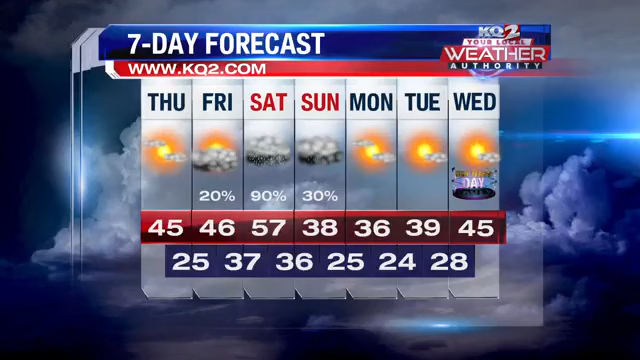 7-DAY FORECAST
WWW.KQ2.COM
KQ2
YOUR LOCAL
WEATHER
AUTHORITY
THU FRI SAT SUN MON TUE WED
DAY
20% 90% 30%
45 46 57 38 36 39 45
25 37 36 25 24 28